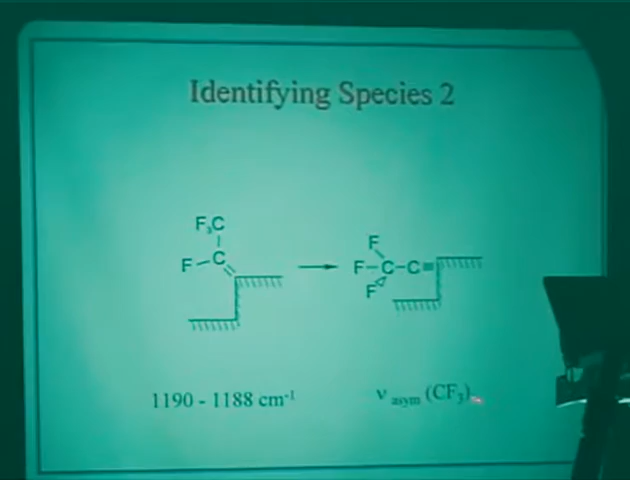 Identifying Species 2
F₃C
F-C
F
F-C-C≡
F
1190 - 1188 cm⁻¹
ν asym (CF₃)